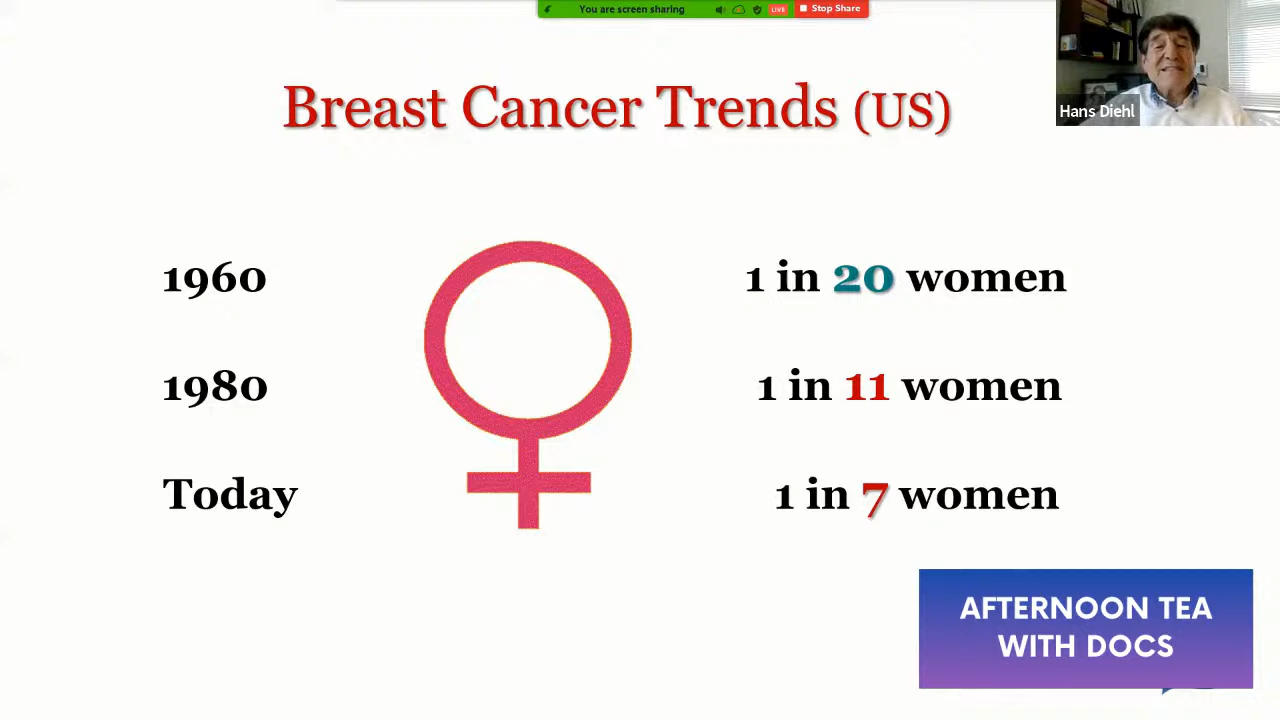 You are screen sharing
LIVE
Stop Share
Hans Diehl
Breast Cancer Trends (US)
1960
1 in 20 women
1980
1 in 11 women
Today
1 in 7 women
AFTERNOON TEA
WITH DOCS